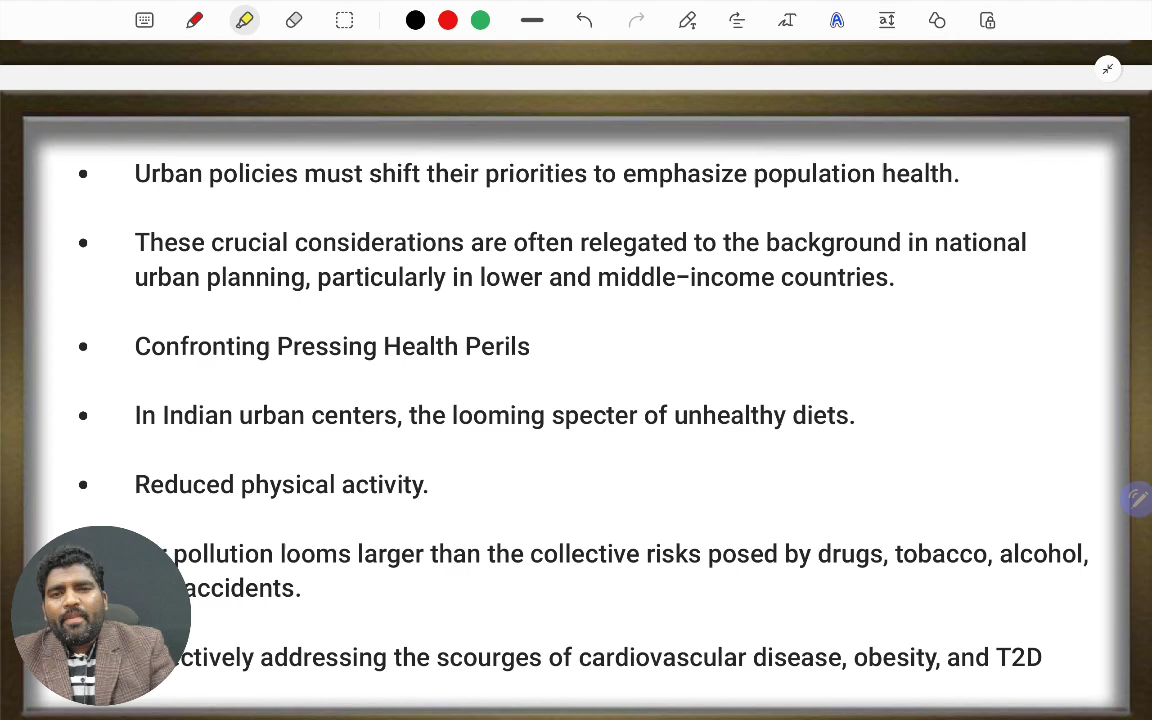 • Urban policies must shift their priorities to emphasize population health.
• These crucial considerations are often relegated to the background in national
urban planning, particularly in lower and middle-income countries.
• Confronting Pressing Health Perils
• In Indian urban centers, the looming specter of unhealthy diets.
• Reduced physical activity.
pollution looms larger than the collective risks posed by drugs, tobacco, alcohol,
accidents.
addressing the scourges of cardiovascular disease, obesity, and T2D